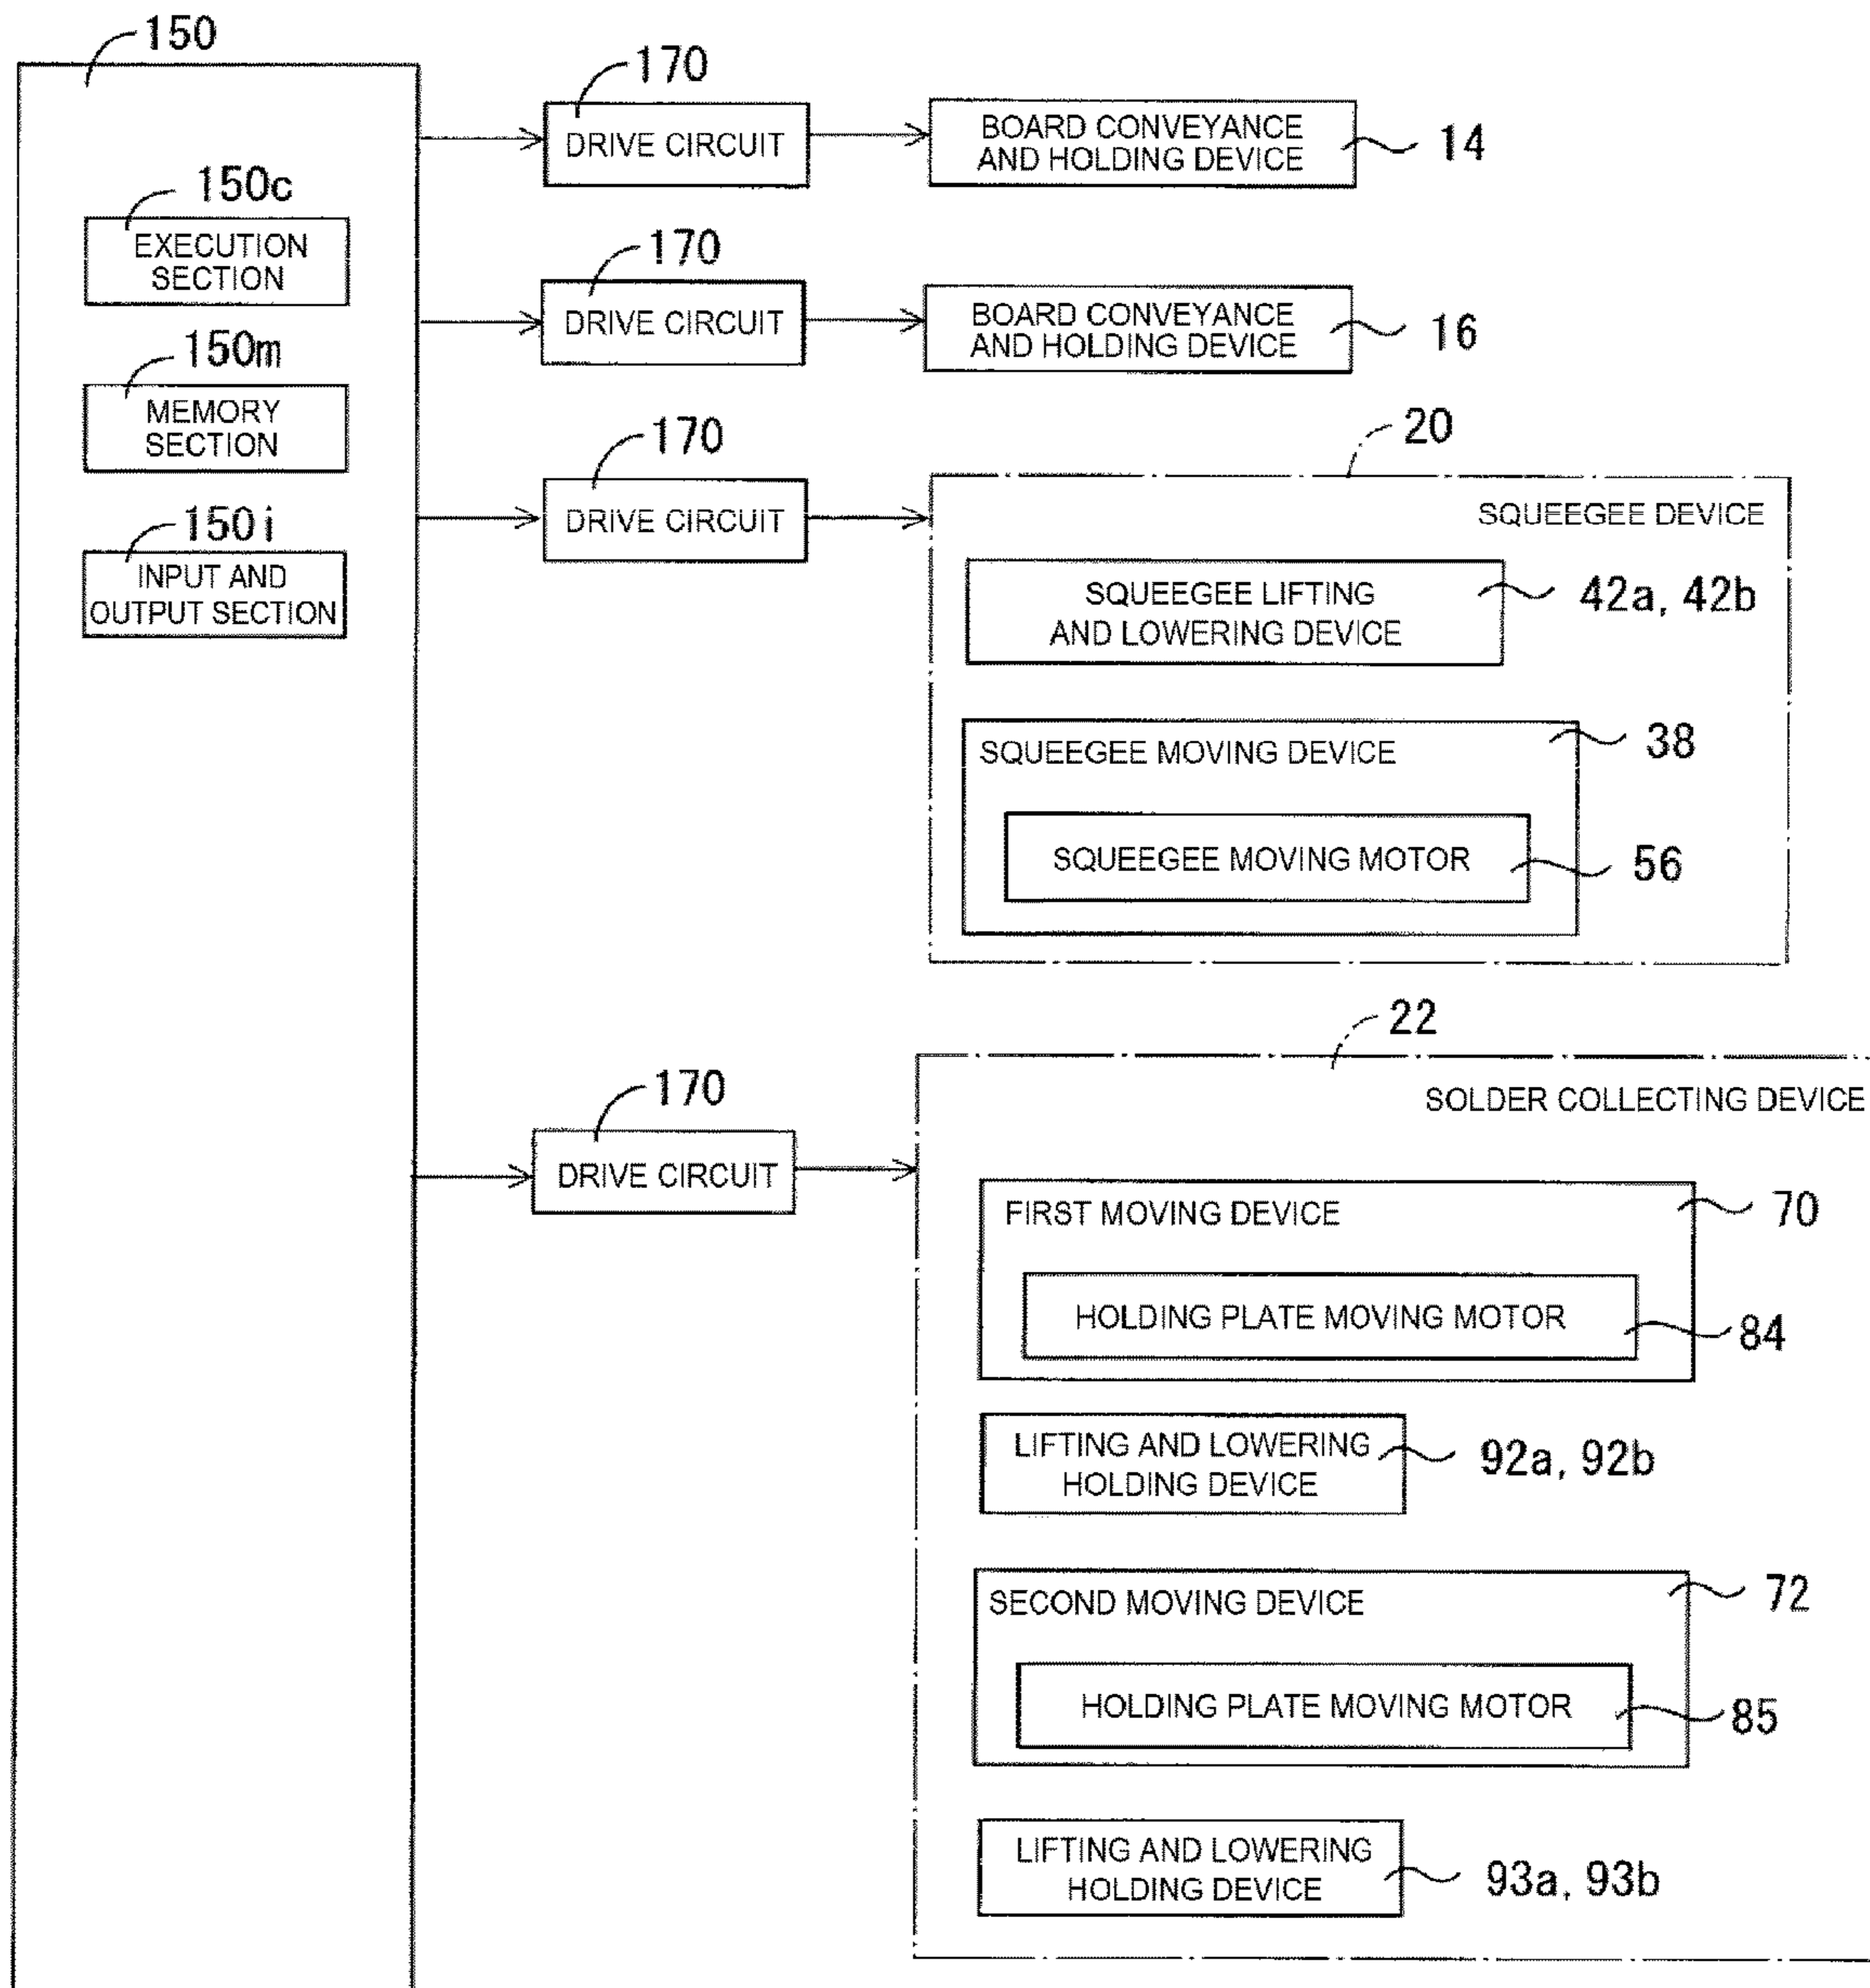 150
150c
EXECUTION
SECTION
150m
MEMORY
SECTION
150i
INPUT AND
OUTPUT SECTION
170
DRIVE CIRCUIT
BOARD CONVEYANCE
AND HOLDING DEVICE
14
170
DRIVE CIRCUIT
BOARD CONVEYANCE
AND HOLDING DEVICE
16
170
DRIVE CIRCUIT
20
SQUEEGEE DEVICE
SQUEEGEE LIFTING
AND LOWERING DEVICE
42a, 42b
SQUEEGEE MOVING DEVICE
38
SQUEEGEE MOVING MOTOR
56
170
DRIVE CIRCUIT
22
SOLDER COLLECTING DEVICE
FIRST MOVING DEVICE
70
HOLDING PLATE MOVING MOTOR
84
LIFTING AND LOWERING
HOLDING DEVICE
92a, 92b
SECOND MOVING DEVICE
72
HOLDING PLATE MOVING MOTOR
85
LIFTING AND LOWERING
HOLDING DEVICE
93a, 93b